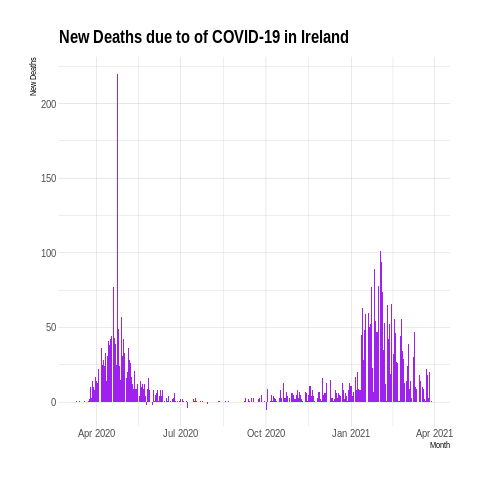 New Deaths due to of COVID-19 in Ireland
New Deaths
200
150
100
50
0
Apr 2020 Jul 2020 Oct 2020 Jan 2021 Apr 2021
Month